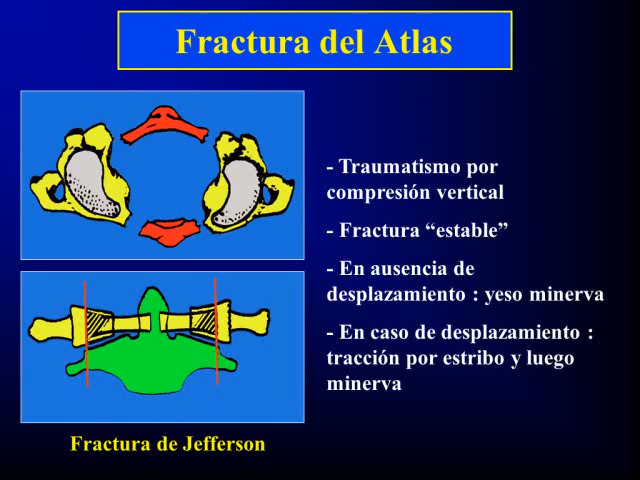 Fractura del Atlas
- Traumatismo por
compresión vertical
- Fractura “estable”
- En ausencia de
desplazamiento : yeso minerva
- En caso de desplazamiento :
tracción por estribo y luego
minerva
Fractura de Jefferson